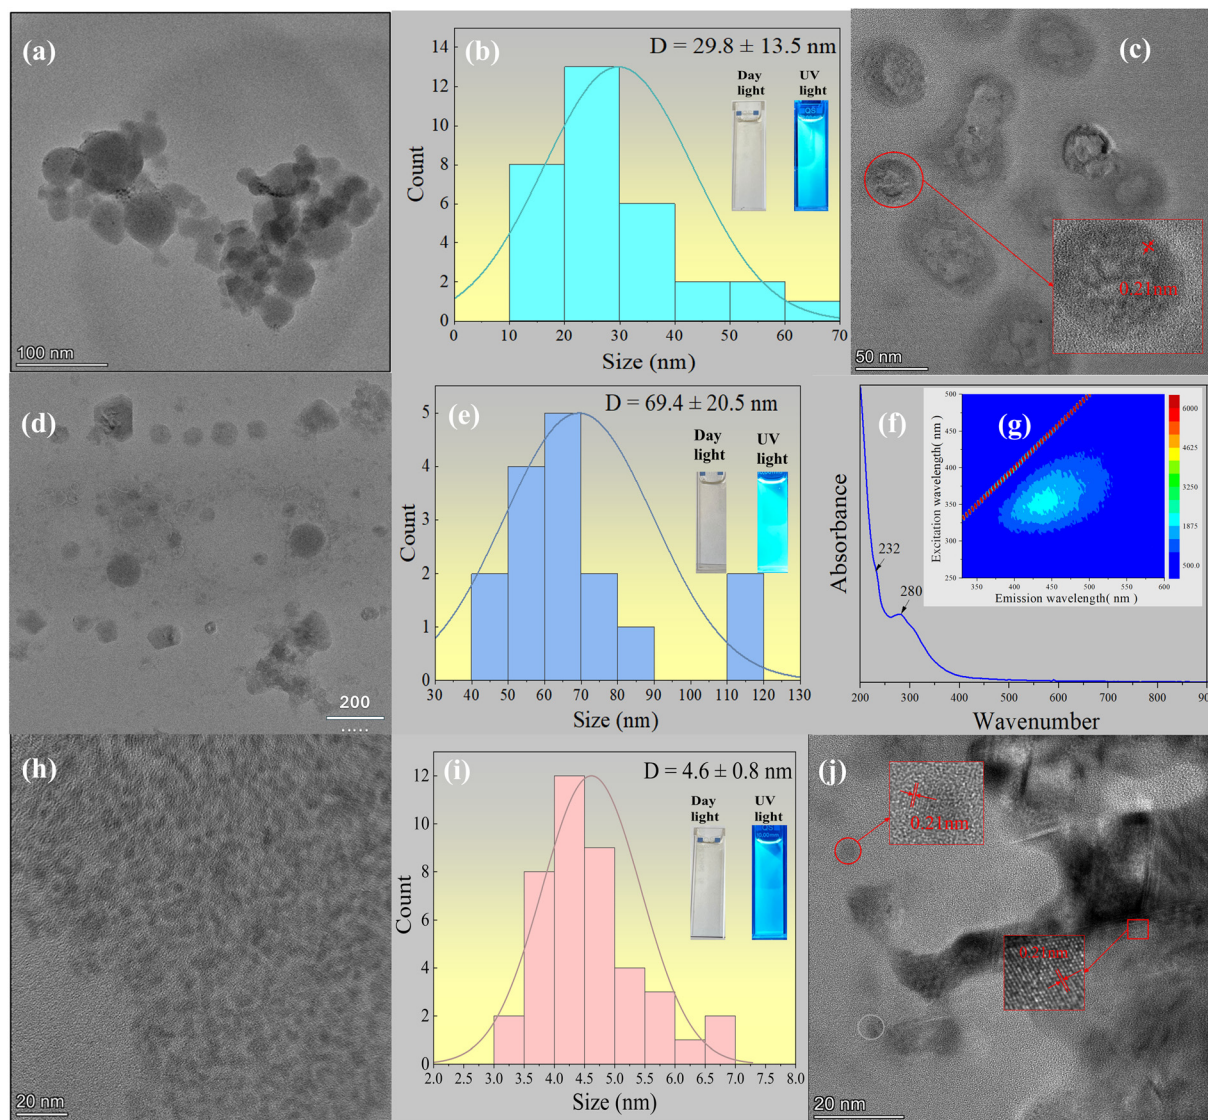 (a)
100 nm
(b)
D = 29.8 ± 13.5 nm
Day
light
UV
light
14
12
10
8
6
4
2
0
Count
0 10 20 30 40 50 60 70
Size (nm)
(c)
0.21nm
50 nm
(d)
200
(e)
D = 69.4 ± 20.5 nm
Day
light
UV
light
5
4
3
2
1
0
Count
30 40 50 60 70 80 90 100 110 120 130
Size (nm)
(f)
Absorbance
232
280
200 300 400 500 600 700 800 900
Wavenumber
(g)
Excitation wavelength( nm )
500
450
400
350
300
250
350 400 450 500 550 600
Emission wavelength( nm )
6000
4625
3250
1875
500.0
(h)
20 nm
(i)
D = 4.6 ± 0.8 nm
Day
light
UV
light
12
10
8
6
4
2
0
Count
2.0 2.5 3.0 3.5 4.0 4.5 5.0 5.5 6.0 6.5 7.0 7.5 8.0
Size (nm)
(j)
0.21nm
0.27nm
20 nm